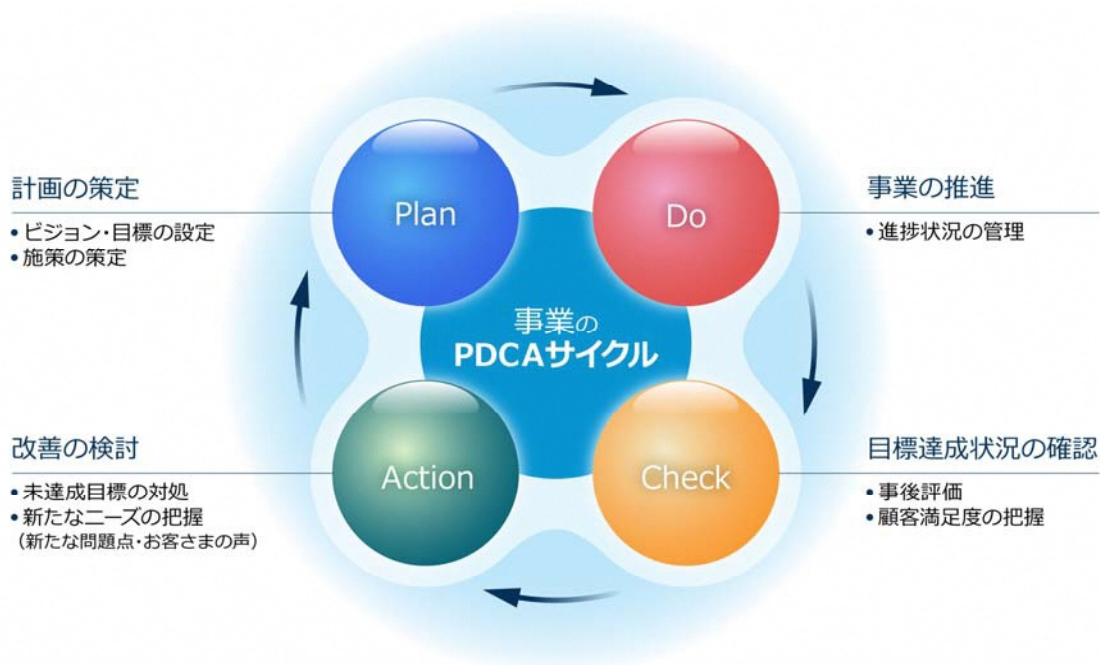 計画の策定
• ビジョン・目標の設定
• 施策の策定
Plan
Do
事業の推進
• 進捗状況の管理
事業の
PDCAサイクル
改善の検討
• 未達成目標の対処
• 新たなニーズの把握
（新たな問題点・お客さまの声）
Action
Check
目標達成状況の確認
• 事後評価
• 顧客満足度の把握